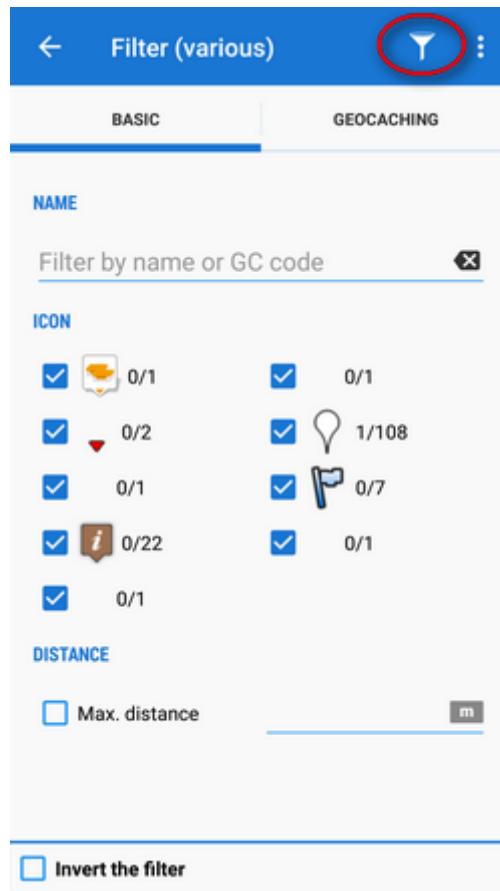 Filter (various)
BASIC
GEOCACHING
NAME
Filter by name or GC code
ICON
0/1
0/1
0/2
1/108
0/1
0/7
i 0/22
0/1
0/1
DISTANCE
Max. distance
m
Invert the filter